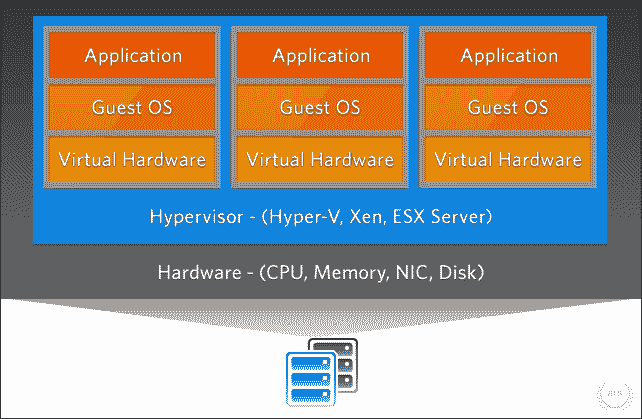 Application Application Application
Guest OS Guest OS Guest OS
Virtual Hardware Virtual Hardware Virtual Hardware
Hypervisor - (Hyper-V, Xen, ESX Server)
Hardware - (CPU, Memory, NIC, Disk)